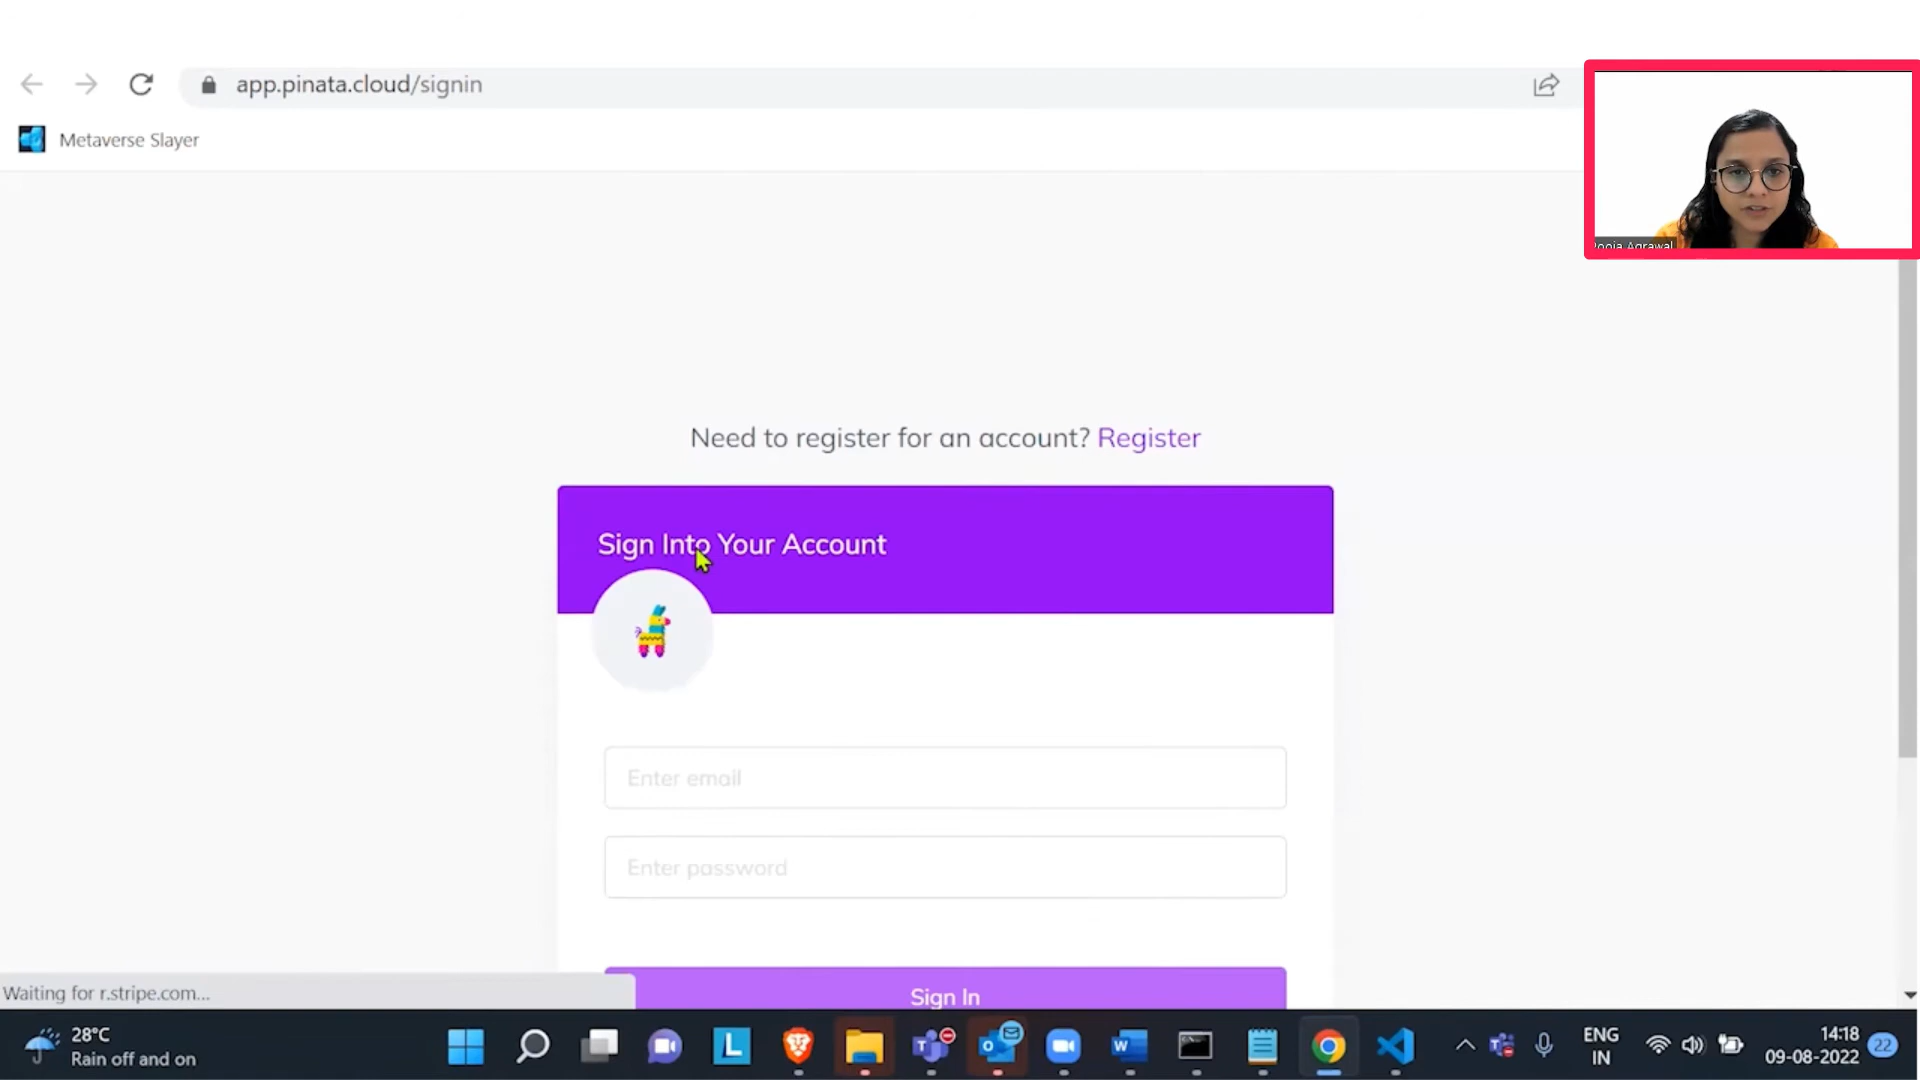 app.pinata.cloud/signin
Metaverse Slayer
Pooja Agrawal
Need to register for an account? Register
Sign Into Your Account
Enter email
Enter password
Sign In
Waiting for r.stripe.com...
28°C
Rain off and on
ENG
IN
14:18
09-08-2022
22